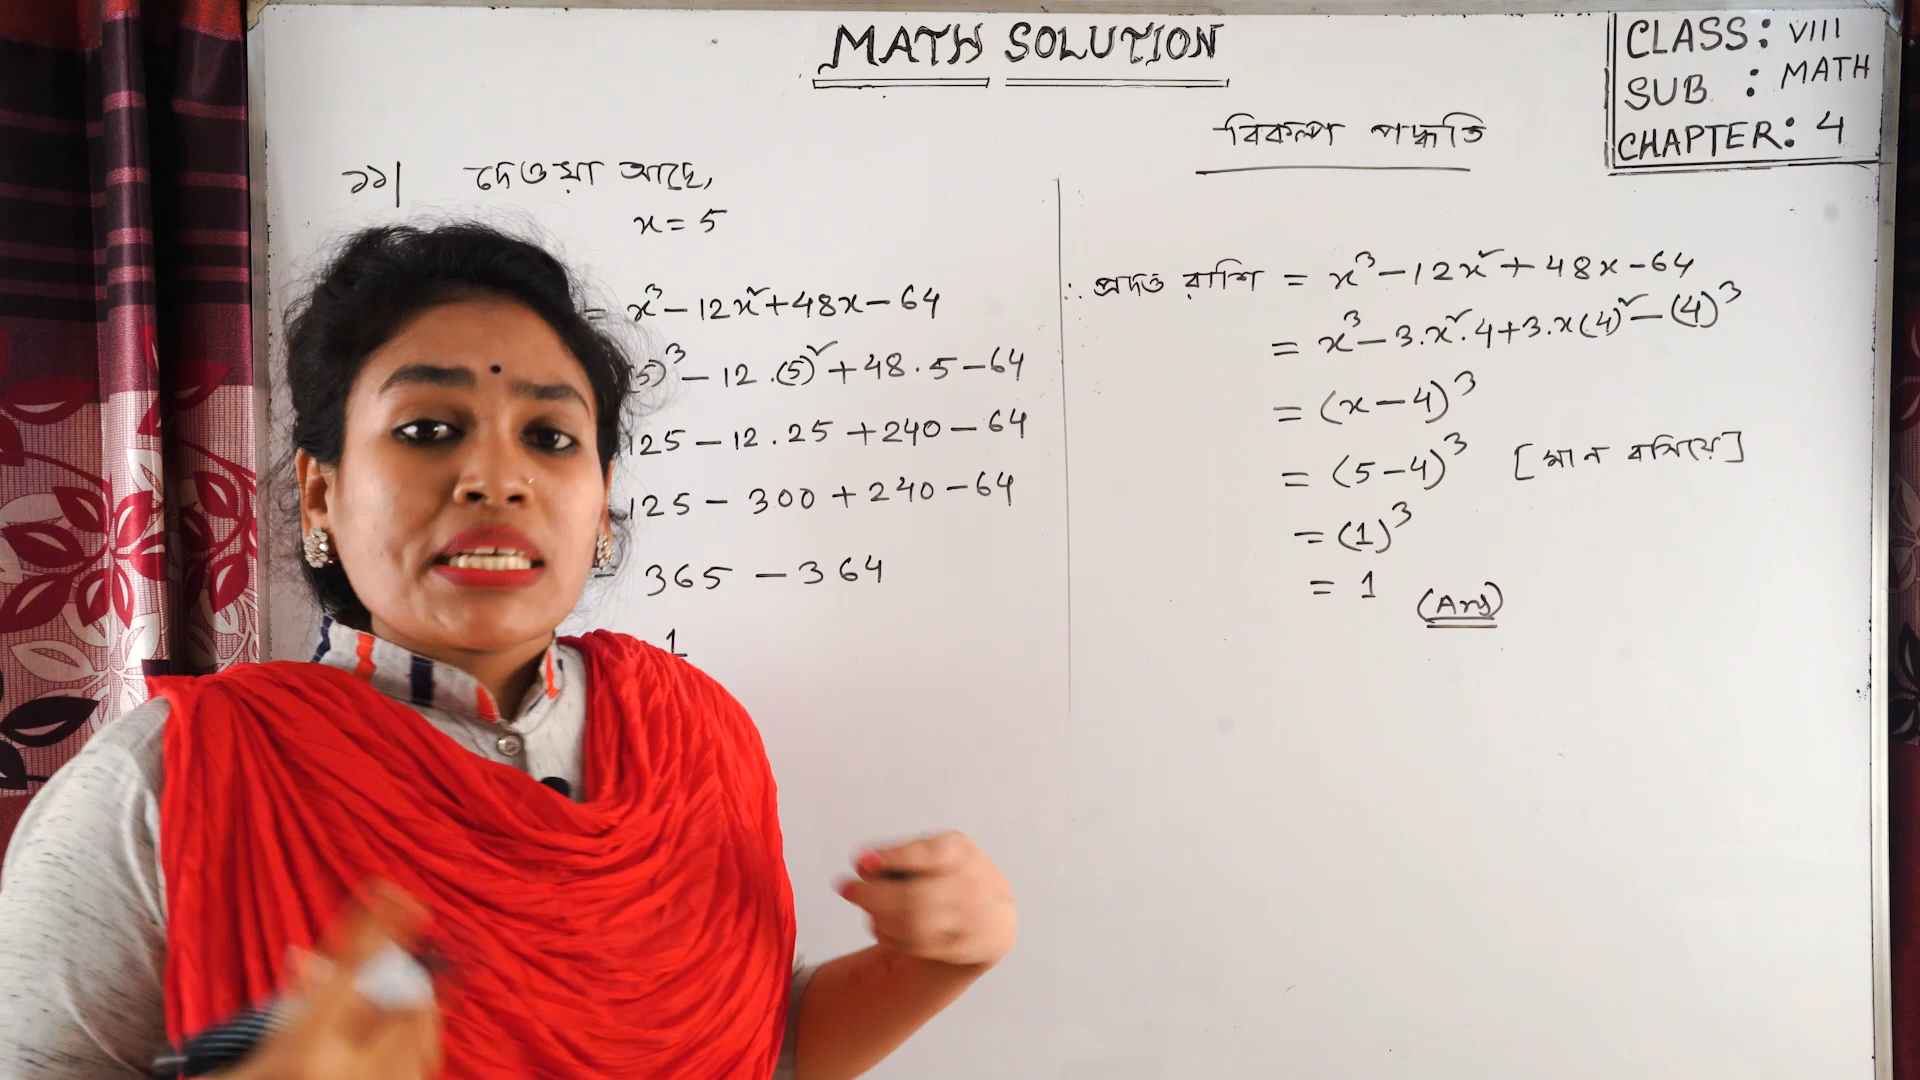 MATH SOLUTION
CLASS: VIII
SUB : MATH
CHAPTER: 4
১১| দেওয়া আছে,
x = 5
= x³ - 12x² + 48x - 64
(5)³ - 12.(5)² + 48.5 - 64
125 - 12.25 + 240 - 64
125 - 300 + 240 - 64
365 - 364
1
বিকল্প পদ্ধতি
∴ প্রদত্ত রাশি = x³ - 12x² + 48x - 64
= x³ - 3.x².4 + 3.x(4)² - (4)³
= (x - 4)³
= (5 - 4)³ [মান বসিয়ে]
= (1)³
= 1 (Ans)